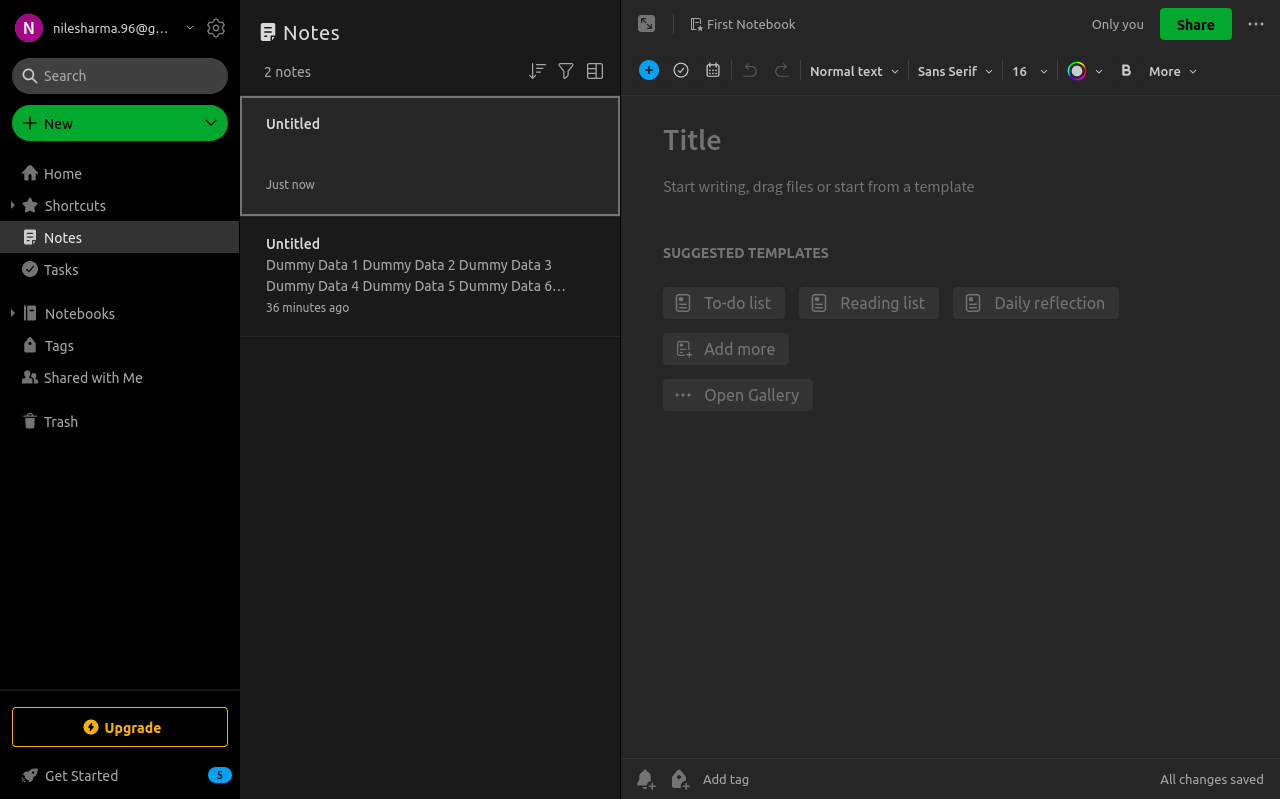 N
nilesharma.96@g...
Search
New
Home
Shortcuts
Notes
Tasks
Notebooks
Tags
Shared with Me
Trash
Upgrade
Get Started
5
Notes
2 notes
Untitled
Just now
Untitled
Dummy Data 1 Dummy Data 2 Dummy Data 3
Dummy Data 4 Dummy Data 5 Dummy Data 6...
36 minutes ago
First Notebook
Only you
Share
Normal text
Sans Serif
16
B
More
Title
Start writing, drag files or start from a template
SUGGESTED TEMPLATES
To-do list
Reading list
Daily reflection
Add more
Open Gallery
Add tag
All changes saved